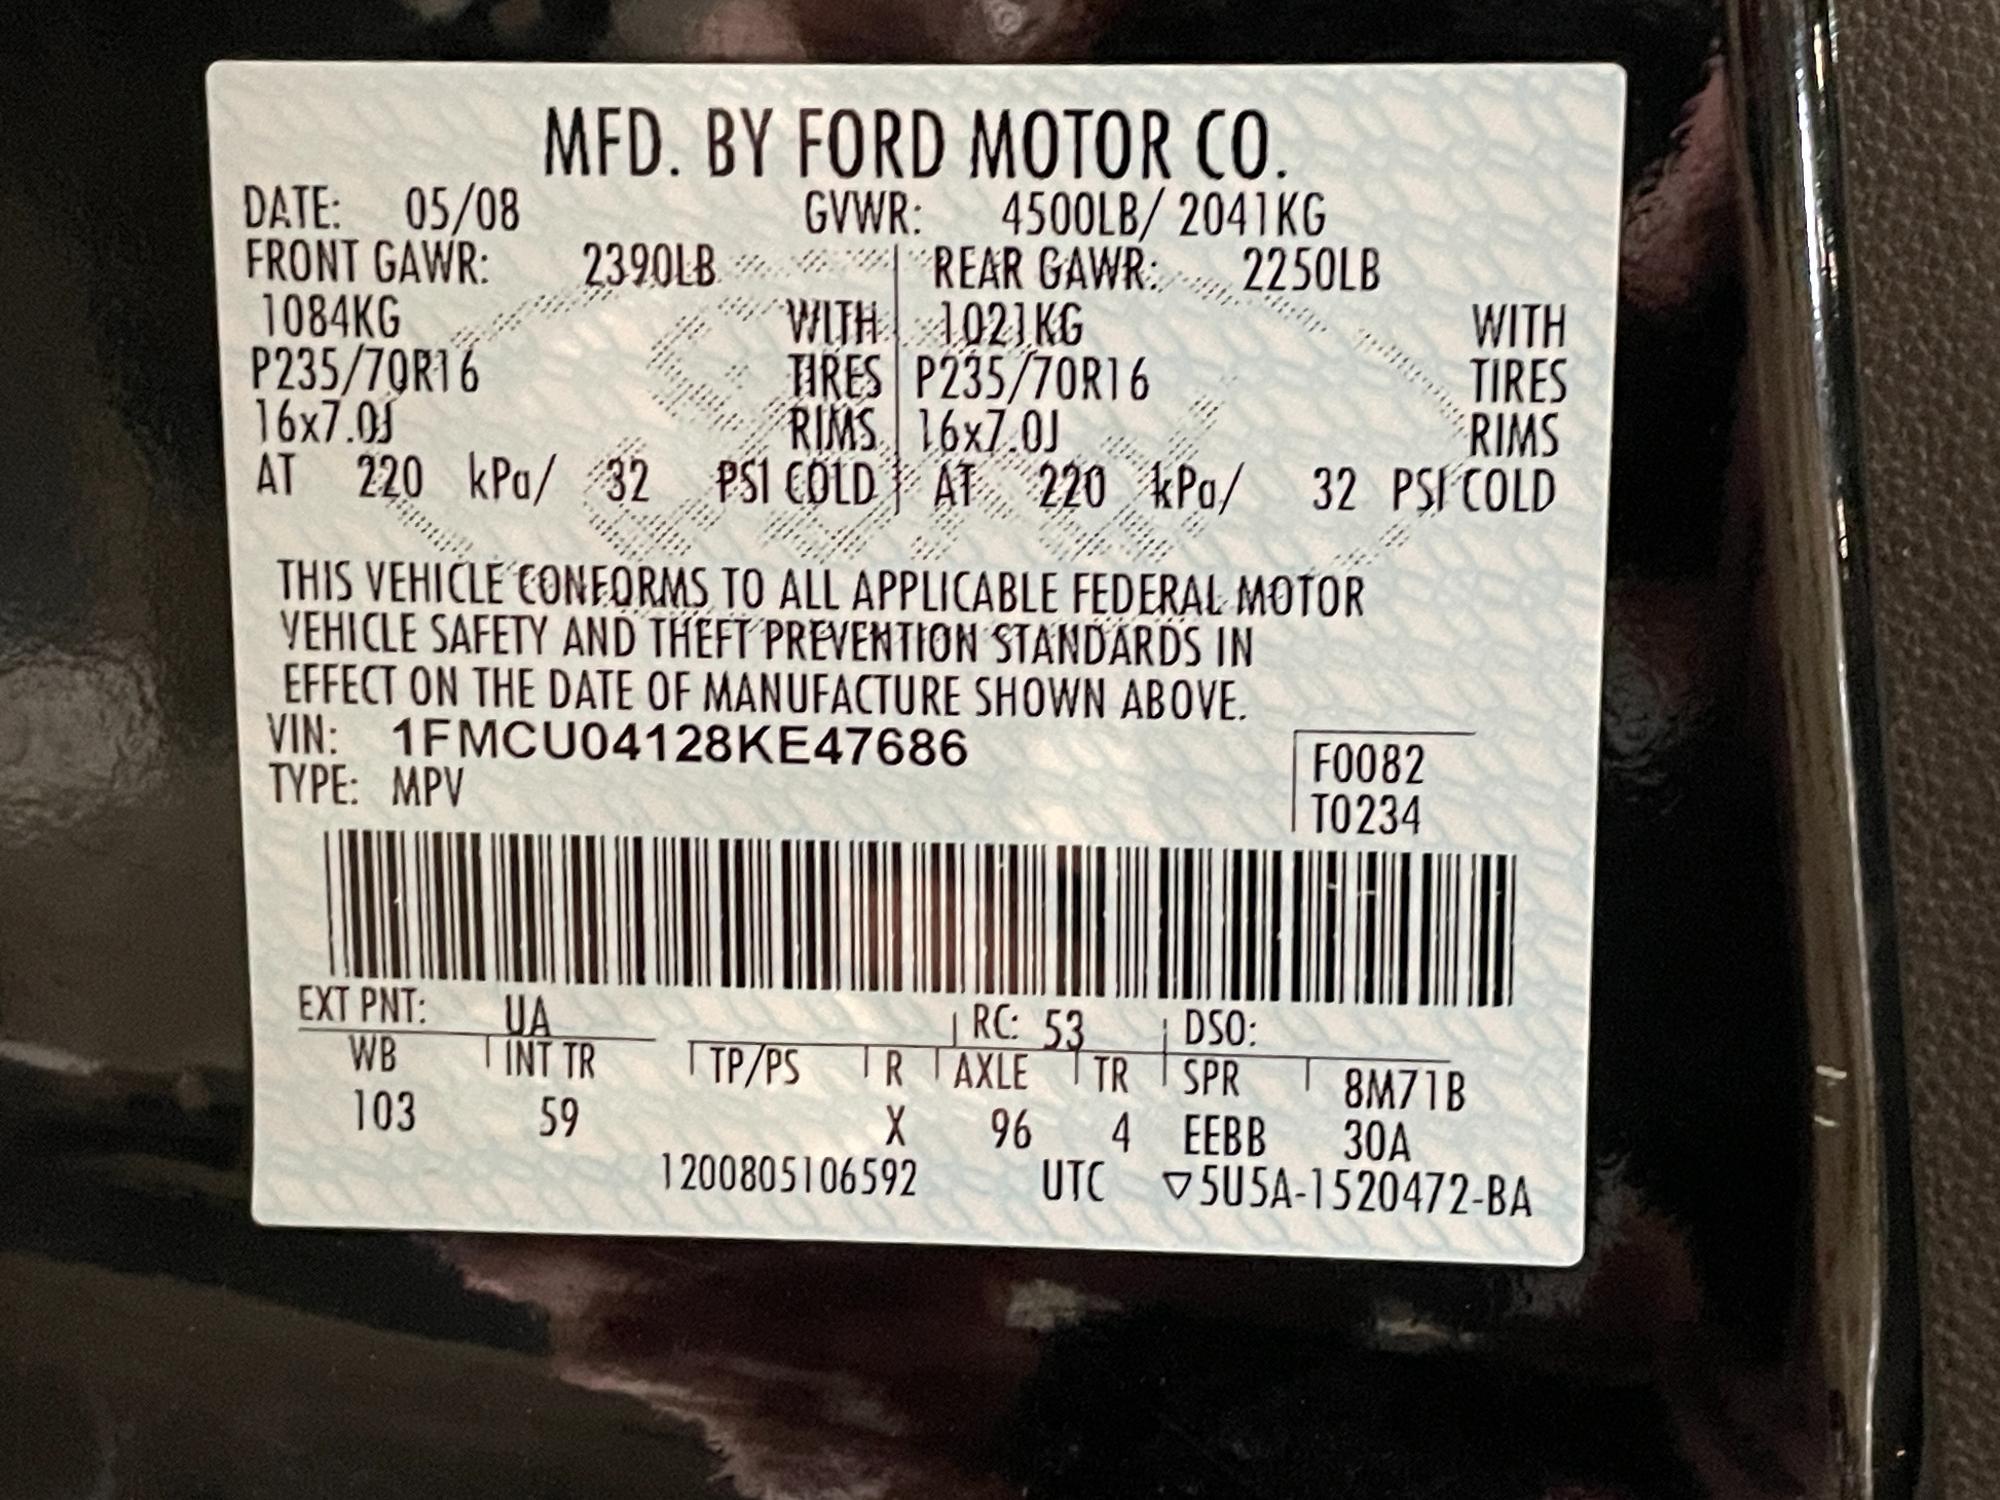 MFD. BY FORD MOTOR CO.
DATE: 05/08 GVWR: 4500LB/ 2041KG
FRONT GAWR: 2390LB REAR GAWR: 2250LB
1084KG WITH 1021KG WITH
P235/70R16 TIRES P235/70R16 TIRES
16x7.0J RIMS 16x7.0J RIMS
AT 220 kPa/ 32 PSI COLD AT 220 kPa/ 32 PSI COLD
THIS VEHICLE CONFORMS TO ALL APPLICABLE FEDERAL MOTOR
VEHICLE SAFETY AND THEFT PREVENTION STANDARDS IN
EFFECT ON THE DATE OF MANUFACTURE SHOWN ABOVE.
VIN: 1FMCU04128KE47686 F0082
TYPE: MPV T0234
EXT PNT: UA RC: 53 DSO:
WB INT TR TP/PS R AXLE TR SPR 8M71B
103 59 X 96 4 EEBB 30A
1200805106592 UTC ▽5U5A-1520472-BA